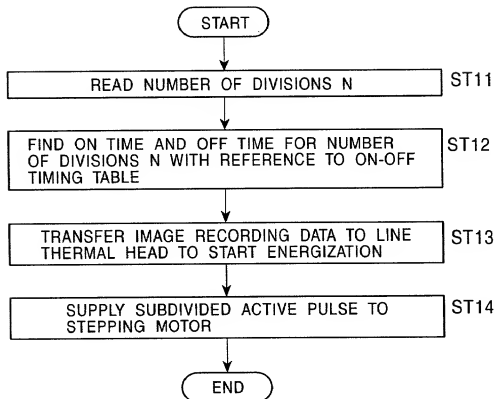 START
READ NUMBER OF DIVISIONS N
ST11
FIND ON TIME AND OFF TIME FOR NUMBER
OF DIVISIONS N WITH REFERENCE TO ON-OFF
TIMING TABLE
ST12
TRANSFER IMAGE RECORDING DATA TO LINE
THERMAL HEAD TO START ENERGIZATION
ST13
SUPPLY SUBDIVIDED ACTIVE PULSE TO
STEPPING MOTOR
ST14
END